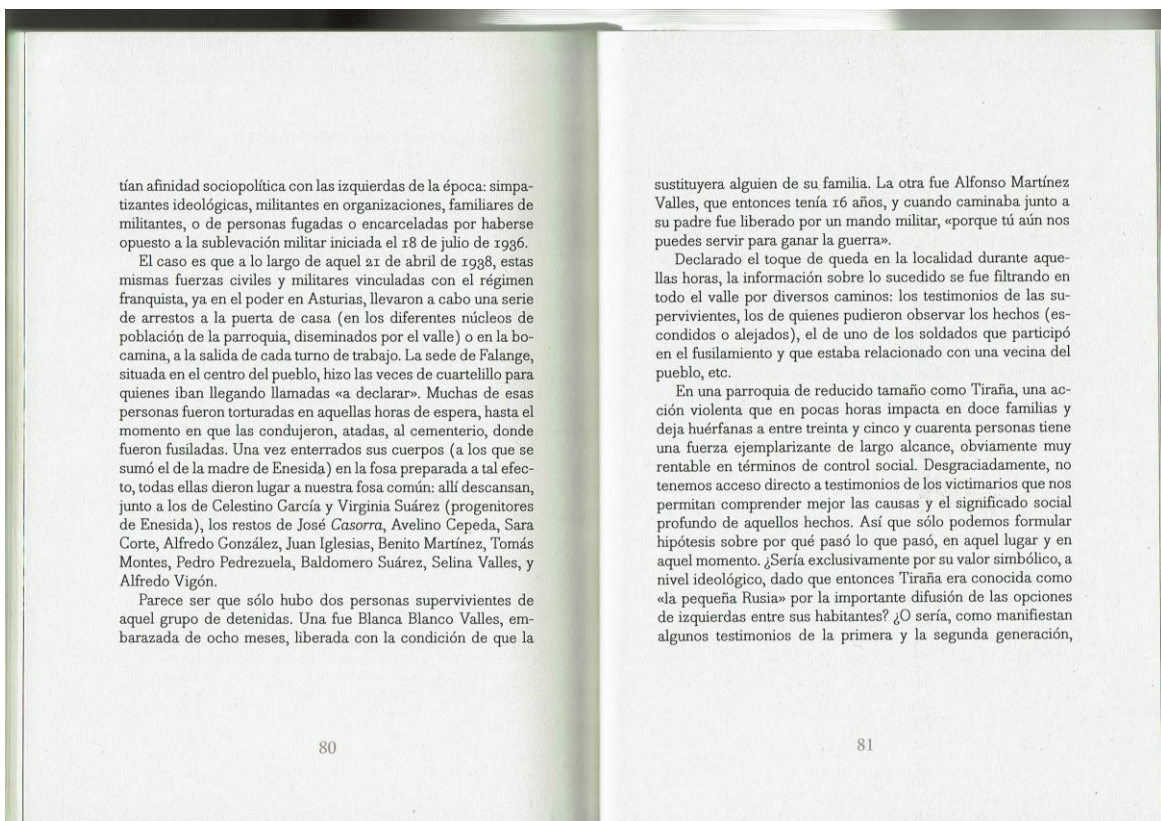 tían afinidad sociopolítica con las izquierdas de la época: simpa-
tizantes ideológicas, militantes en organizaciones, familiares de
militantes, o de personas fugadas o encarceladas por haberse
opuesto a la sublevación militar iniciada el 18 de julio de 1936.
El caso es que a lo largo de aquel 21 de abril de 1938, estas
mismas fuerzas civiles y militares vinculadas con el régimen
franquista, ya en el poder en Asturias, llevaron a cabo una serie
de arrestos a la puerta de casa (en los diferentes núcleos de
población de la parroquia, diseminados por el valle) o en la bo-
camina, a la salida de cada turno de trabajo. La sede de Falange,
situada en el centro del pueblo, hizo las veces de cuartelillo para
quienes iban llegando llamadas «a declarar». Muchas de esas
personas fueron torturadas en aquellas horas de espera, hasta el
momento en que las condujeron, atadas, al cementerio, donde
fueron fusiladas. Una vez enterrados sus cuerpos (a los que se
sumó el de la madre de Enesida) en la fosa preparada a tal efec-
to, todas ellas dieron lugar a nuestra fosa común: allí descansan,
junto a los de Celestino García y Virginia Suárez (progenitores
de Enesida), los restos de José Casorra, Avelino Cepeda, Sara
Corte, Alfredo González, Juan Iglesias, Benito Martínez, Tomás
Montes, Pedro Pedrezuela, Baldomero Suárez, Selina Valles, y
Alfredo Vigón.
Parece ser que sólo hubo dos personas supervivientes de
aquel grupo de detenidas. Una fue Blanca Blanco Valles, em-
barazada de ocho meses, liberada con la condición de que la
80
sustituyera alguien de su familia. La otra fue Alfonso Martínez
Valles, que entonces tenía 16 años, y cuando caminaba junto a
su padre fue liberado por un mando militar, «porque tú aún nos
puedes servir para ganar la guerra».
Declarado el toque de queda en la localidad durante aque-
llas horas, la información sobre lo sucedido se fue filtrando en
todo el valle por diversos caminos: los testimonios de las su-
pervivientes, los de quienes pudieron observar los hechos (es-
condidos o alejados), el de uno de los soldados que participó
en el fusilamiento y que estaba relacionado con una vecina del
pueblo, etc.
En una parroquia de reducido tamaño como Tiraña, una ac-
ción violenta que en pocas horas impacta en doce familias y
deja huérfanas a entre treinta y cinco y cuarenta personas tiene
una fuerza ejemplarizante de largo alcance, obviamente muy
rentable en términos de control social. Desgraciadamente, no
tenemos acceso directo a testimonios de los victimarios que nos
permitan comprender mejor las causas y el significado social
profundo de aquellos hechos. Así que sólo podemos formular
hipótesis sobre por qué pasó lo que pasó, en aquel lugar y en
aquel momento. ¿Sería exclusivamente por su valor simbólico, a
nivel ideológico, dado que entonces Tiraña era conocida como
«la pequeña Rusia» por la importante difusión de las opciones
de izquierdas entre sus habitantes? ¿O sería, como manifiestan
algunos testimonios de la primera y la segunda generación,
81